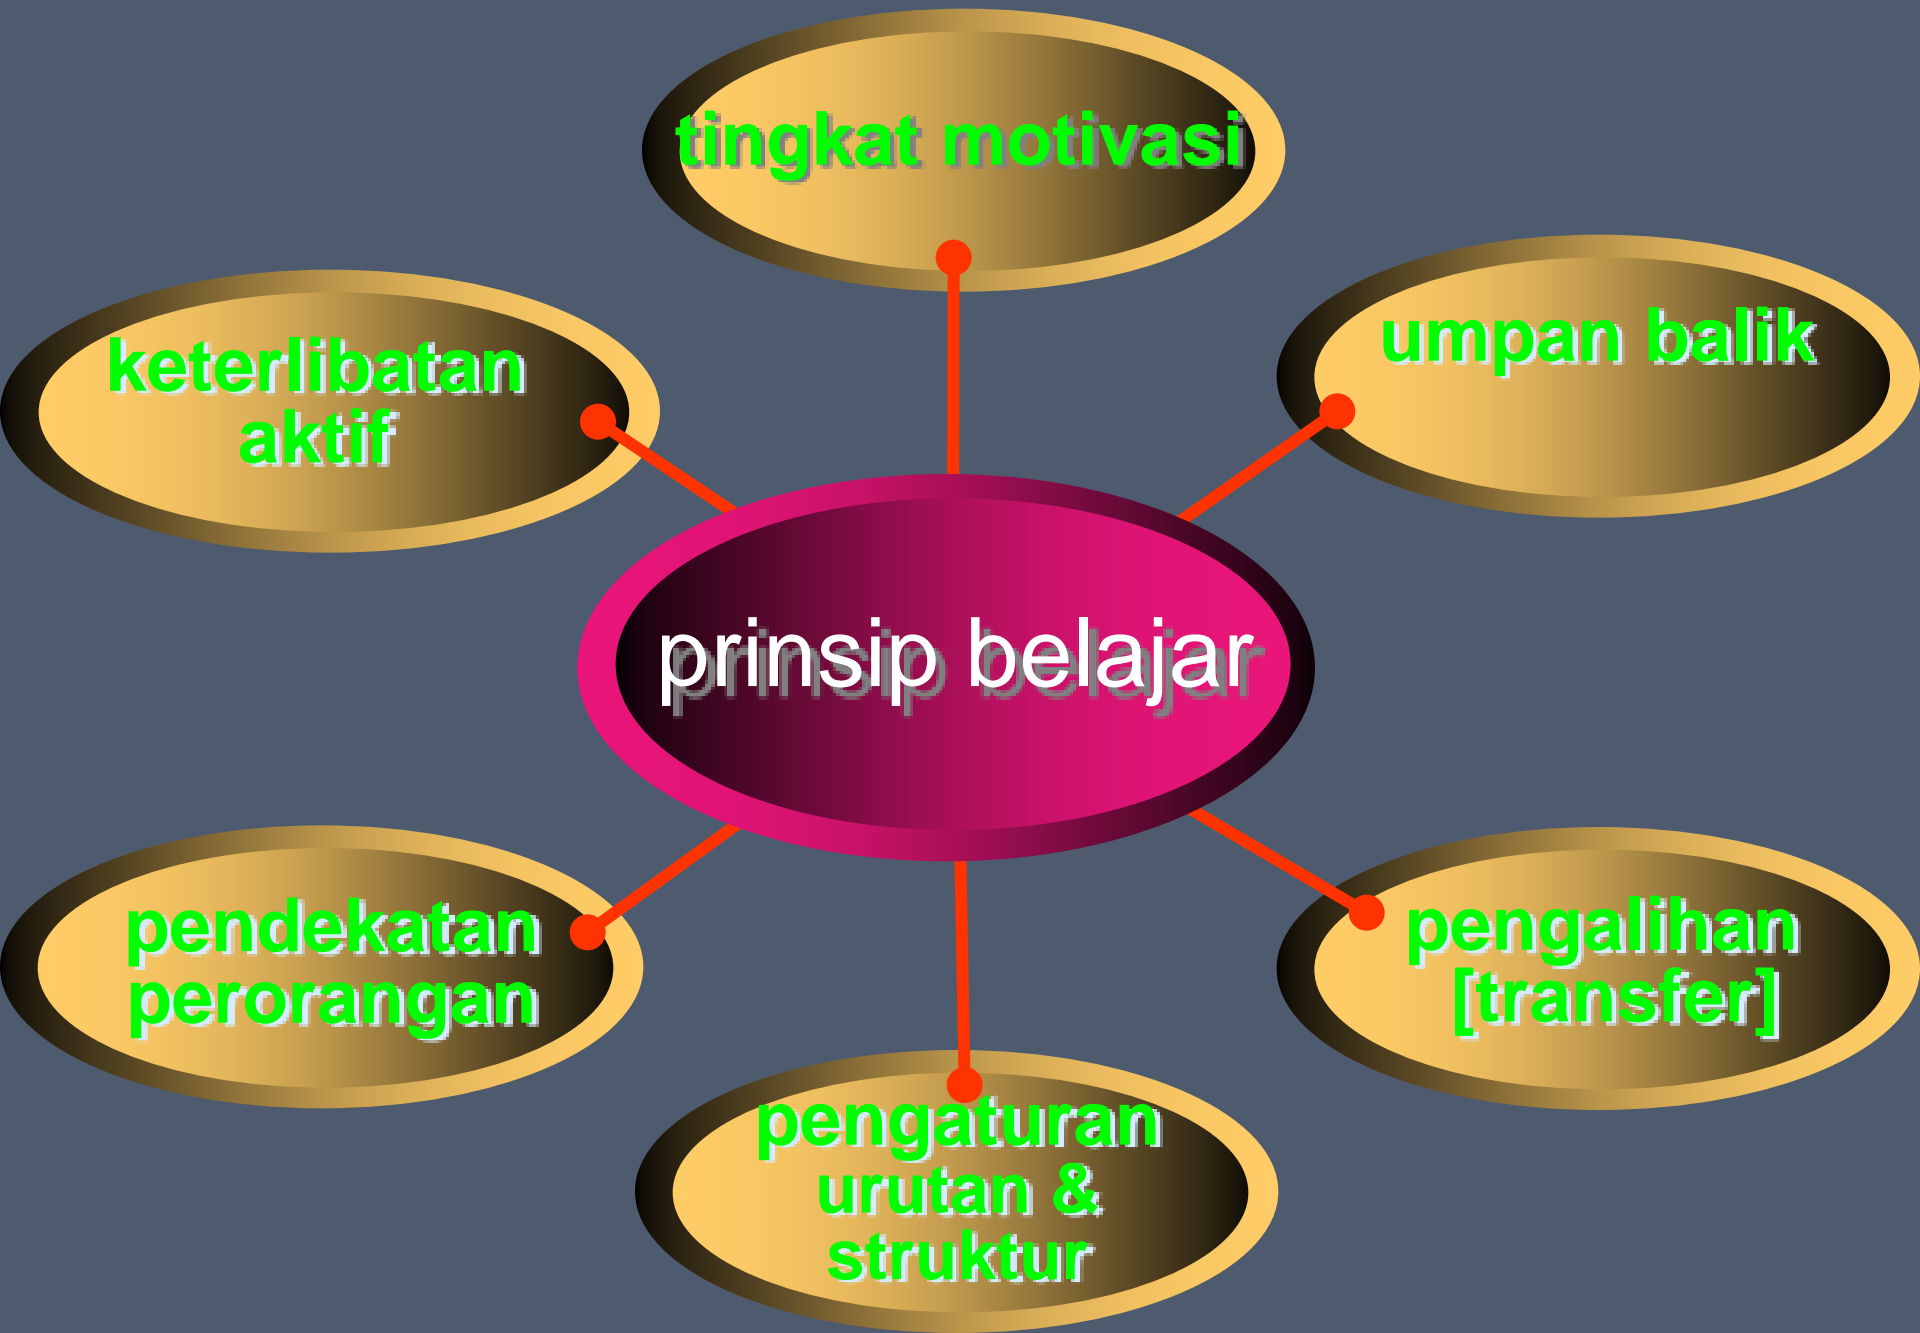 tingkat motivasi
umpan balik
keterlibatan
aktif
prinsip belajar
pendekatan
perorangan
pengalihan
[transfer]
pengaturan
urutan &
struktur